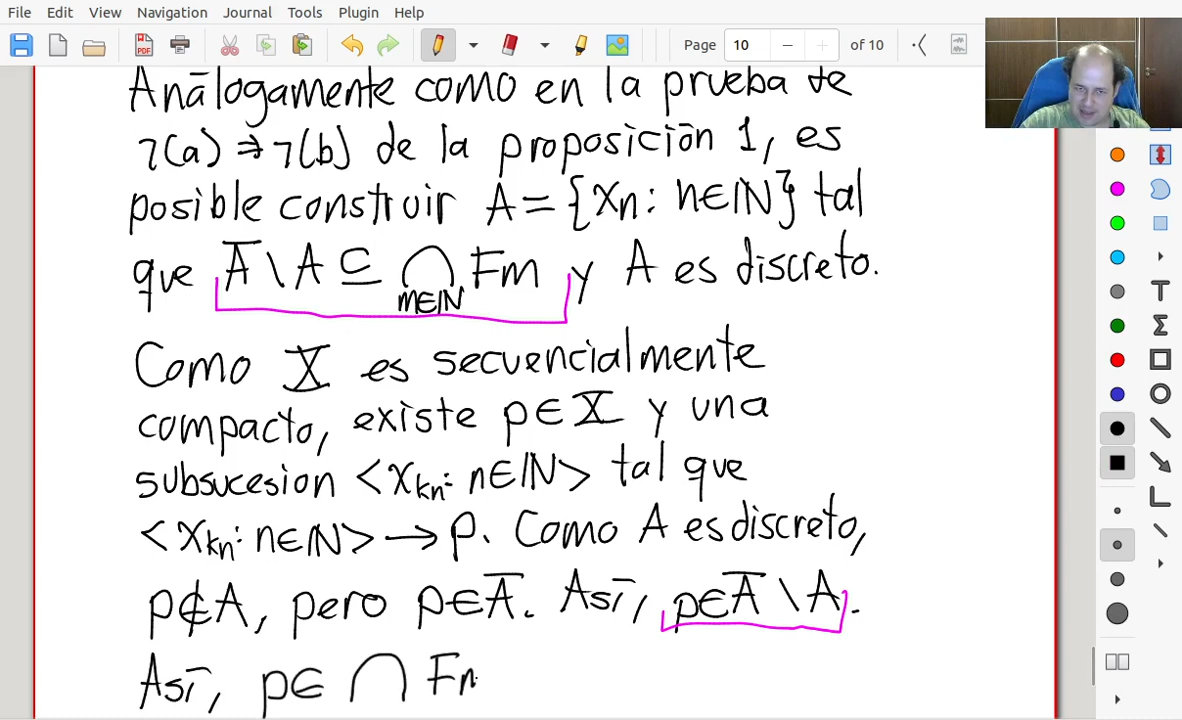 File Edit View Navigation Journal Tools Plugin Help
Page 10 of 10
Análogamente como en la prueba de
¬(a) ⇒ ¬(b) de la proposición 1, es
posible construir A = {Xn: n∈ℕ} tal
que A̅ \ A ⊆ ⋂ Fm y A es discreto.
m∈ℕ
Como X es secuencialmente
compacto, existe p∈X y una
subsucesion <Xkn: n∈ℕ> tal que
<Xkn: n∈ℕ> → p. Como A es discreto,
p∉A, pero p∈A̅. Así, p∈A̅ \ A.
Así, p∈ ⋂ Fm